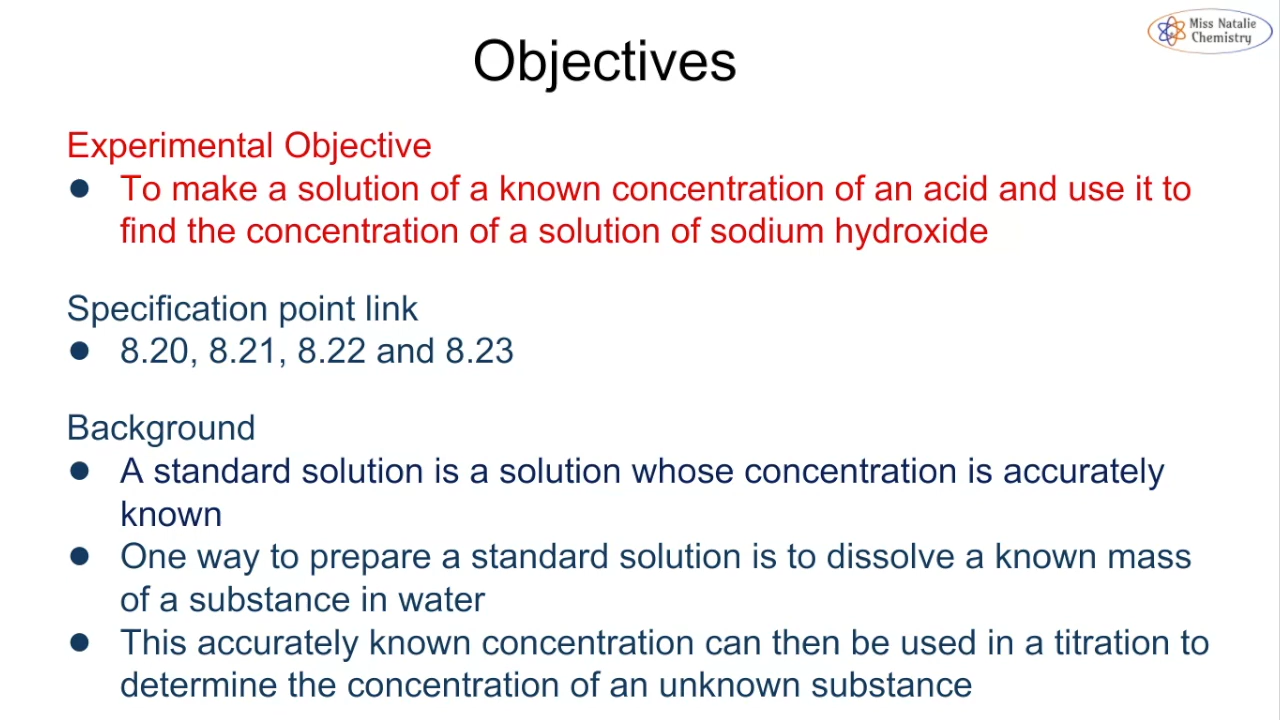 Miss Natalie
Chemistry
Objectives
Experimental Objective
● To make a solution of a known concentration of an acid and use it to
find the concentration of a solution of sodium hydroxide
Specification point link
● 8.20, 8.21, 8.22 and 8.23
Background
● A standard solution is a solution whose concentration is accurately
known
● One way to prepare a standard solution is to dissolve a known mass
of a substance in water
● This accurately known concentration can then be used in a titration to
determine the concentration of an unknown substance